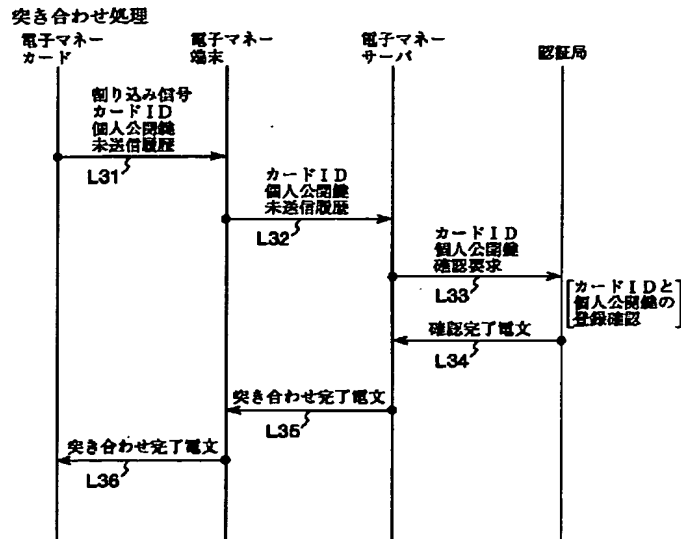 突き合わせ処理
電子マネー
カード
電子マネー
端末
電子マネー
サーバ
認証局
割り込み信号
カードID
個人公開鍵
未送信履歴
L31
カードID
個人公開鍵
未送信履歴
L32
カードID
個人公開鍵
確認要求
L33
カードIDと
個人公開鍵の
登録確認
確認完了電文
L34
突き合わせ完了電文
L35
突き合わせ完了電文
L36